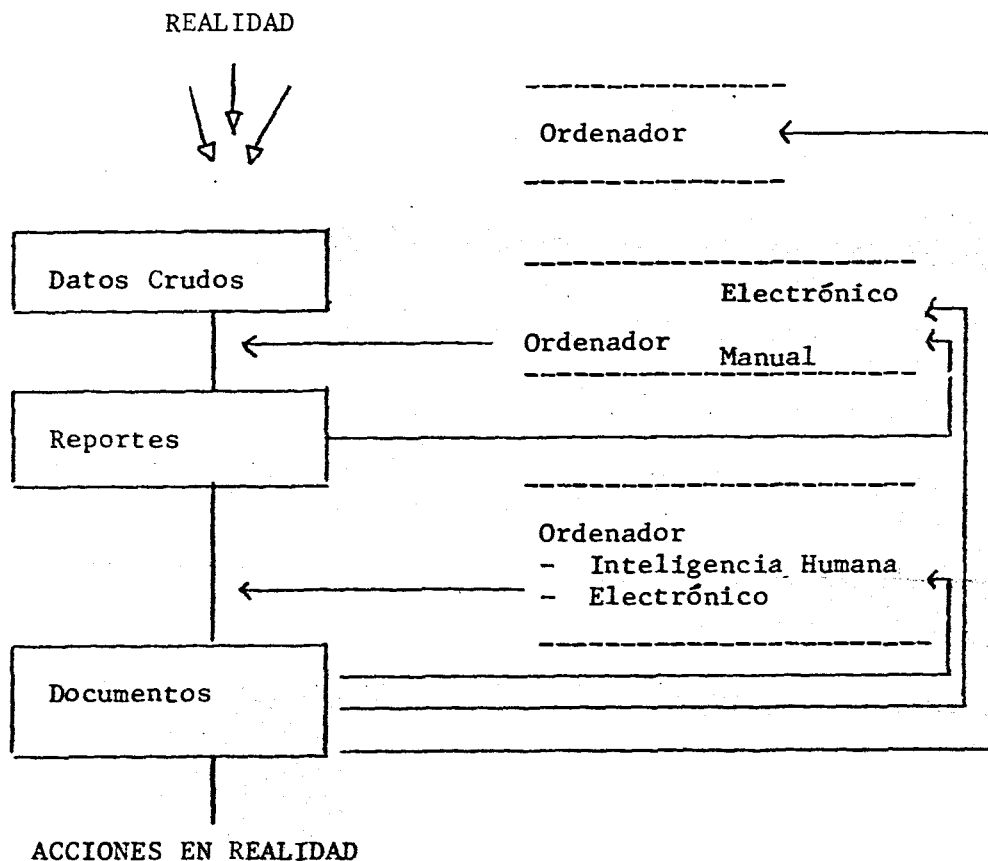 REALIDAD
Ordenador
Datos Crudos
Electrónico
Ordenador
Manual
Reportes
Ordenador
- Inteligencia Humana
- Electrónico
Documentos
ACCIONES EN REALIDAD